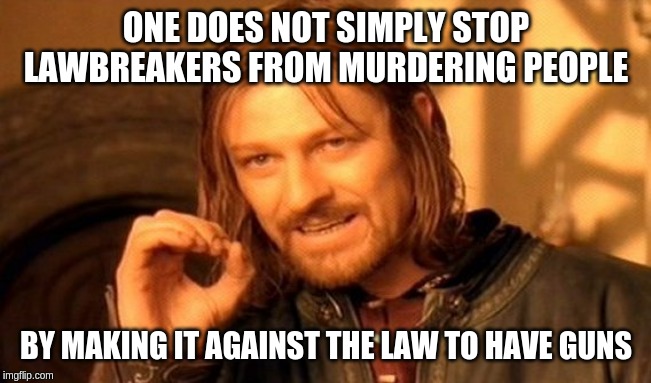 ONE DOES NOT SIMPLY STOP
LAWBREAKERS FROM MURDERING PEOPLE
BY MAKING IT AGAINST THE LAW TO HAVE GUNS
imgflip.com